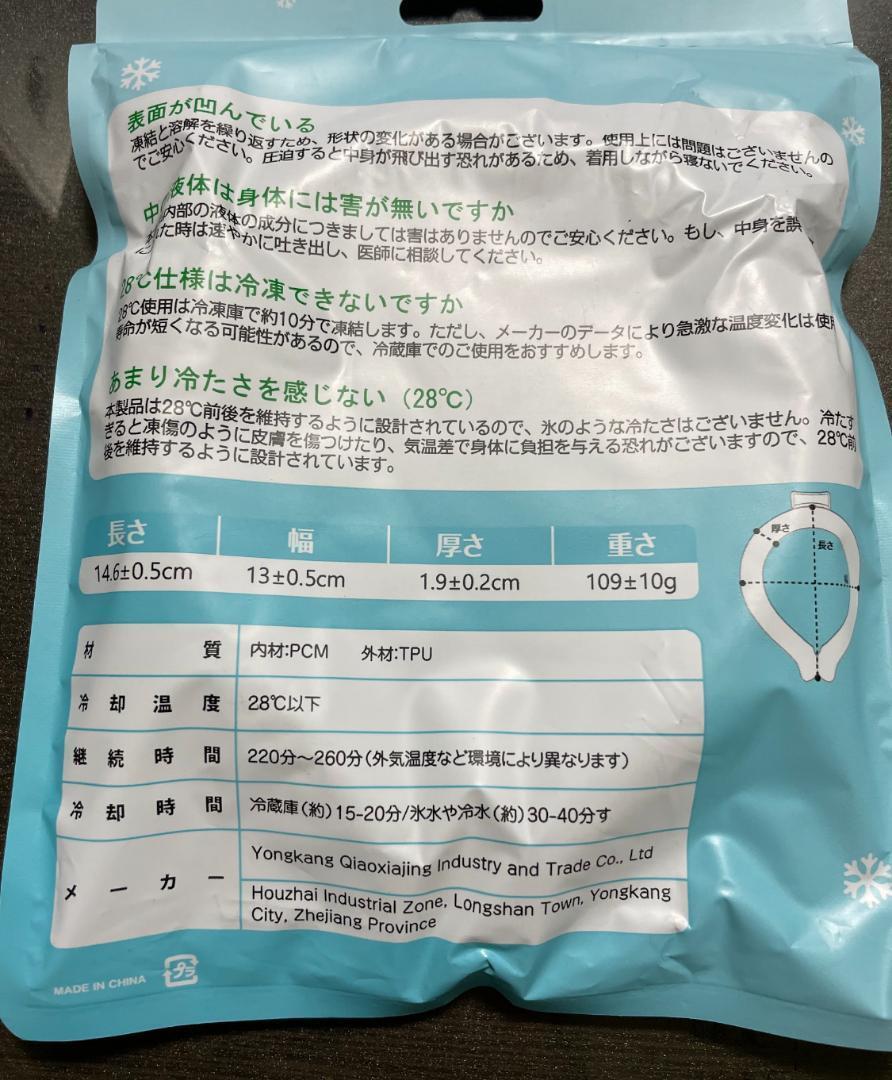 表面が凹んでいる
凍結と溶解を繰り返すため、形状の変化がある場合がございます。使用上には問題はございませんの
でご安心ください。圧迫すると中身が飛び出す恐れがあるため、着用しながら寝ないでください。
中の液体は身体には害が無いですか
内部の液体の成分につきましては害はありませんのでご安心ください。もし、中身を誤
た時は速やかに吐き出し、医師に相談してください。
28℃仕様は冷凍できないですか
28℃使用は冷凍庫で約10分で凍結します。ただし、メーカーのデータにより急激な温度変化は使用
寿命が短くなる可能性があるので、冷蔵庫でのご使用をおすすめします。
あまり冷たさを感じない（28℃）
本製品は28℃前後を維持するように設計されているので、氷のような冷たさはございません。冷たす
ぎると凍傷のように皮膚を傷つけたり、気温差で身体に負担を与える恐れがございますので、28℃前
後を維持するように設計されています。
長さ 幅 厚さ 重さ
14.6±0.5cm 13±0.5cm 1.9±0.2cm 109±10g
厚さ
長さ
材質 内材:PCM 外材:TPU
冷却温度 28℃以下
継続時間 220分～260分(外気温度など環境により異なります)
冷却時間 冷蔵庫(約)15-20分/氷水や冷水(約)30-40分す
メーカー Yongkang Qiaoxiajing Industry and Trade Co., Ltd
Houzhai Industrial Zone, Longshan Town, Yongkang
City, Zhejiang Province
MADE IN CHINA プラ